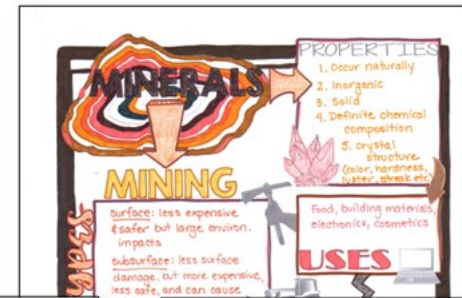 MINERALS
PROPERTIES
1. Occur naturally
2. Inorganic
3. Solid
4. Definite chemical
composition
5. Crystal
structure
(color, hardness,
luster, streak etc.
MINING
surface: less expensive
& safer but large environ.
impacts
subsurface: less surface
damage, but more expensive,
less safe, and can cause
Food, building materials,
electronics, cosmetics
USES